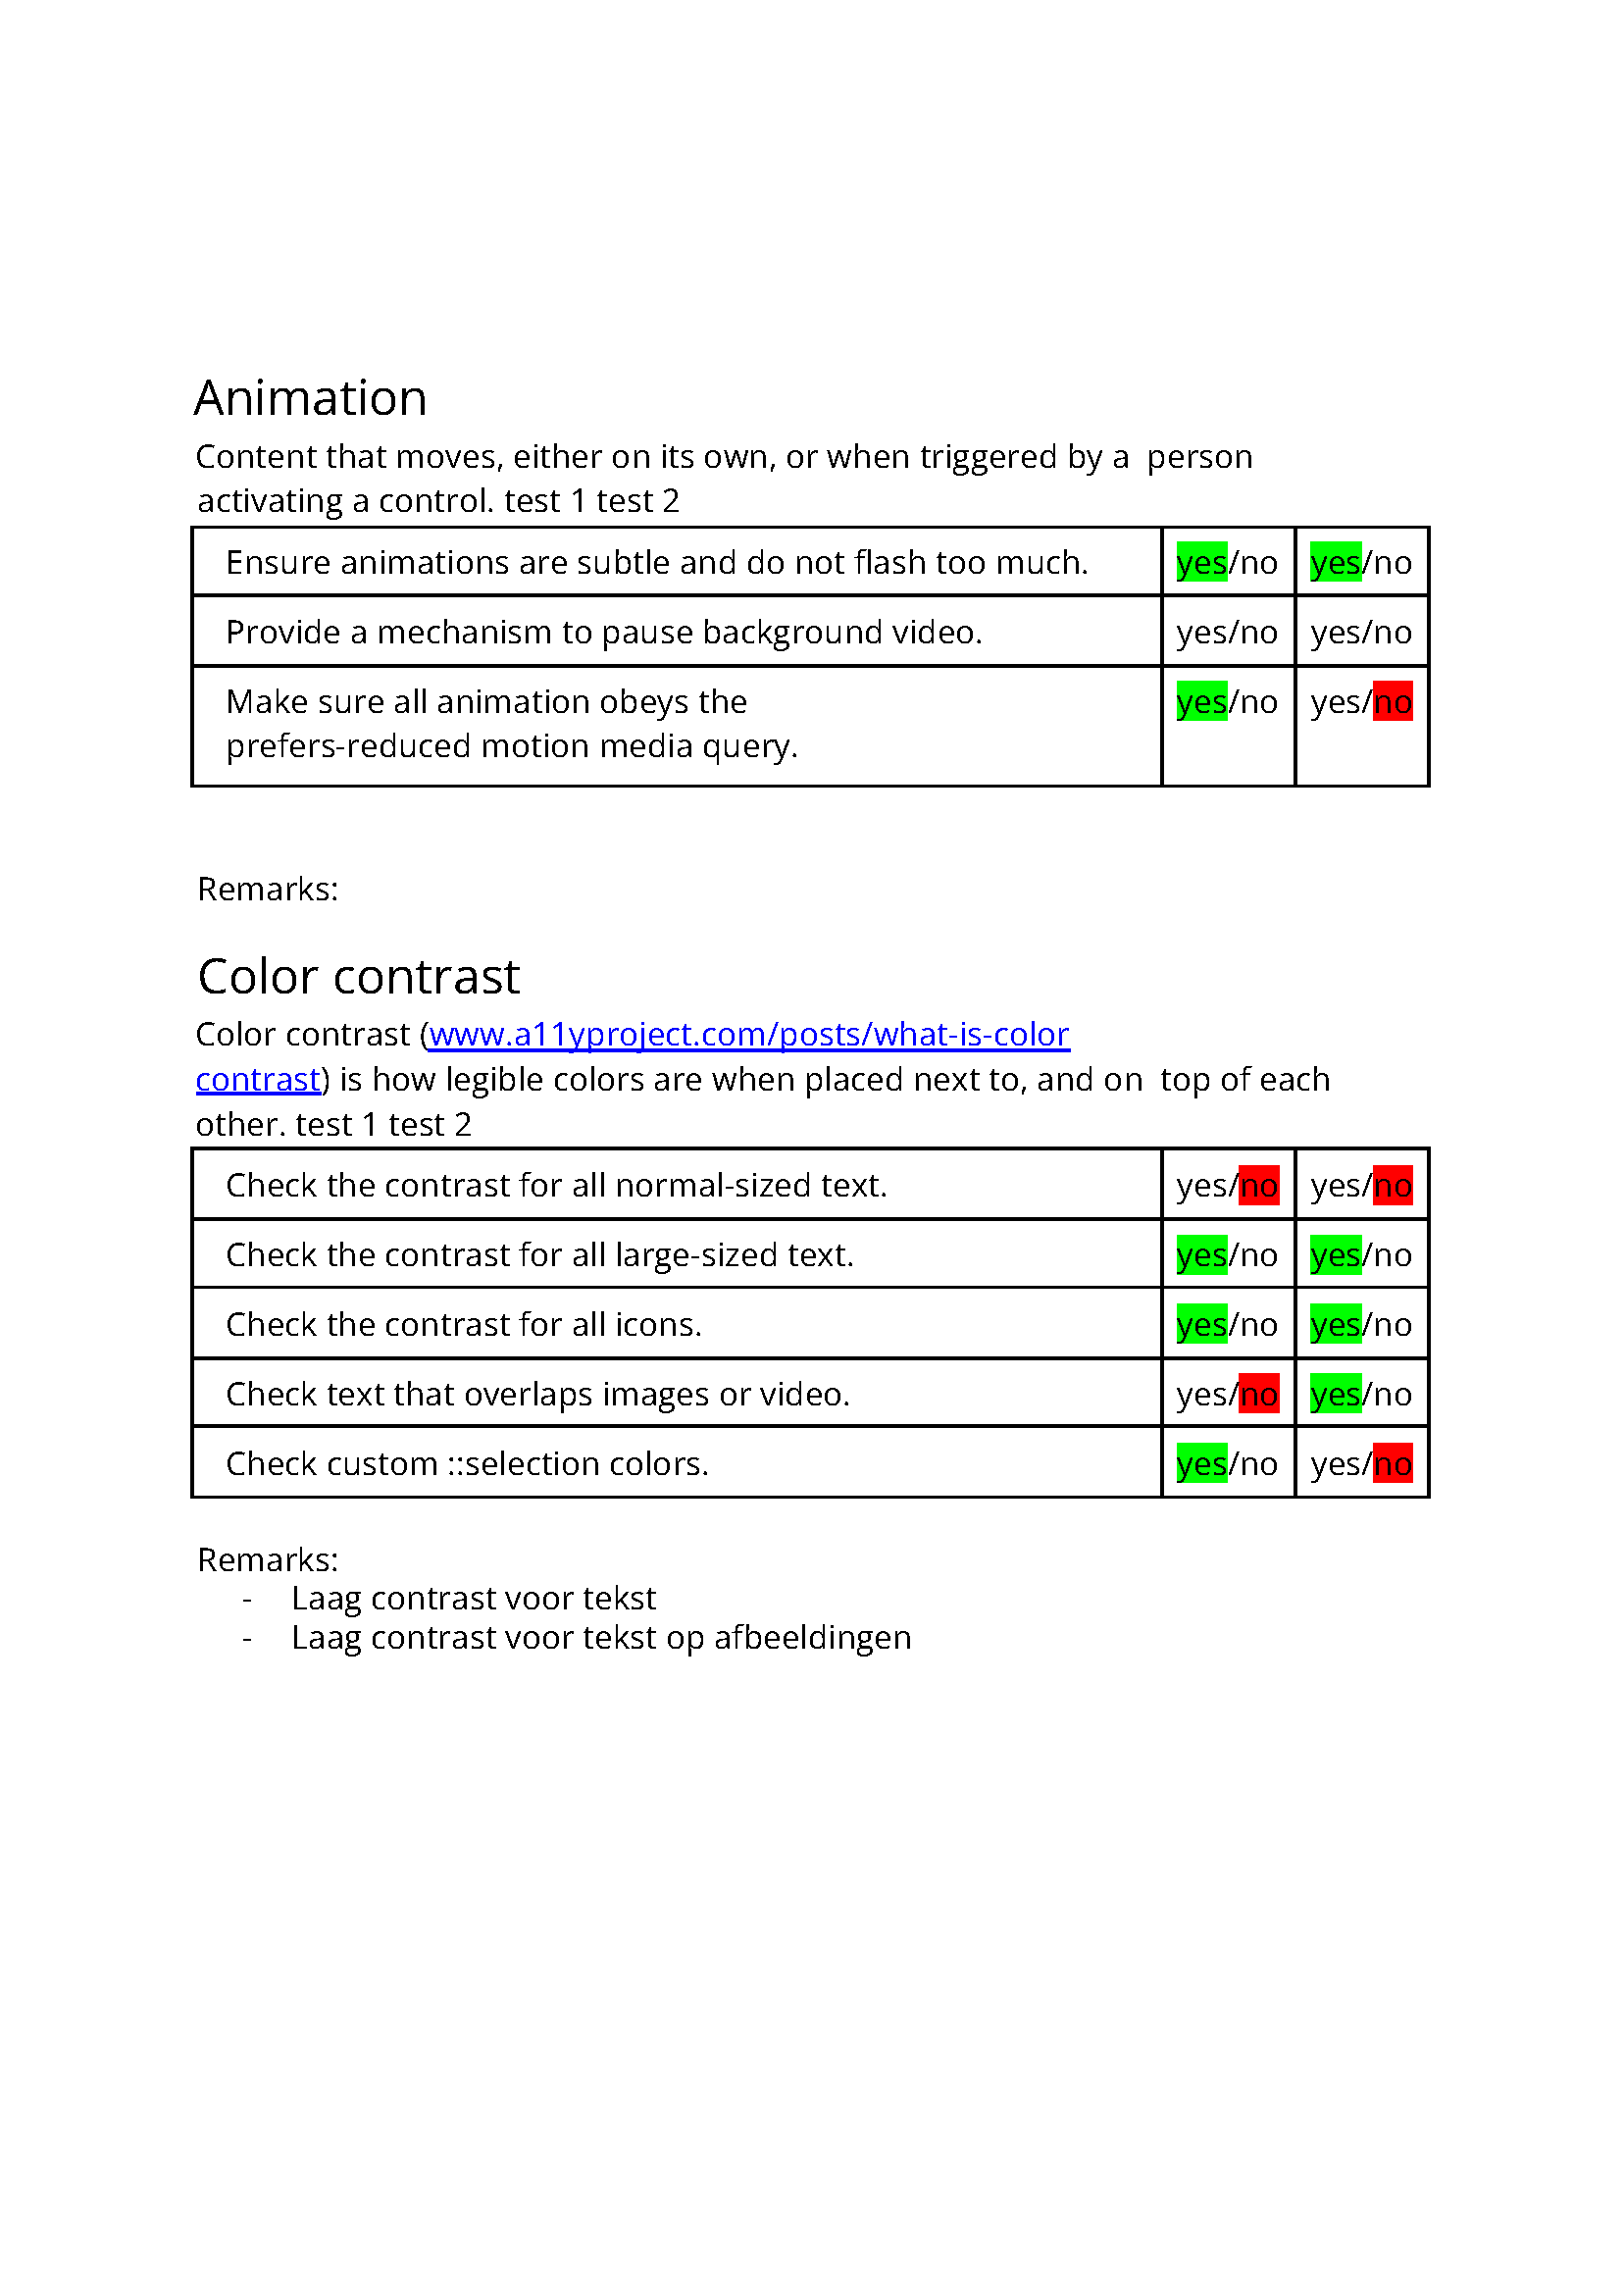 Animation
Content that moves, either on its own, or when triggered by a  person
activating a control. test 1 test 2
Ensure animations are subtle and do not flash too much. yes/no yes/no
Provide a mechanism to pause background video. yes/no yes/no
Make sure all animation obeys the yes/no yes/no
prefers-reduced motion media query.
Remarks:
Color contrast
Color contrast (www.a11yproject.com/posts/what-is-color
contrast) is how legible colors are when placed next to, and on  top of each
other. test 1 test 2
Check the contrast for all normal-sized text. yes/no yes/no
Check the contrast for all large-sized text. yes/no yes/no
Check the contrast for all icons. yes/no yes/no
Check text that overlaps images or video. yes/no yes/no
Check custom ::selection colors. yes/no yes/no
Remarks:
- Laag contrast voor tekst
- Laag contrast voor tekst op afbeeldingen